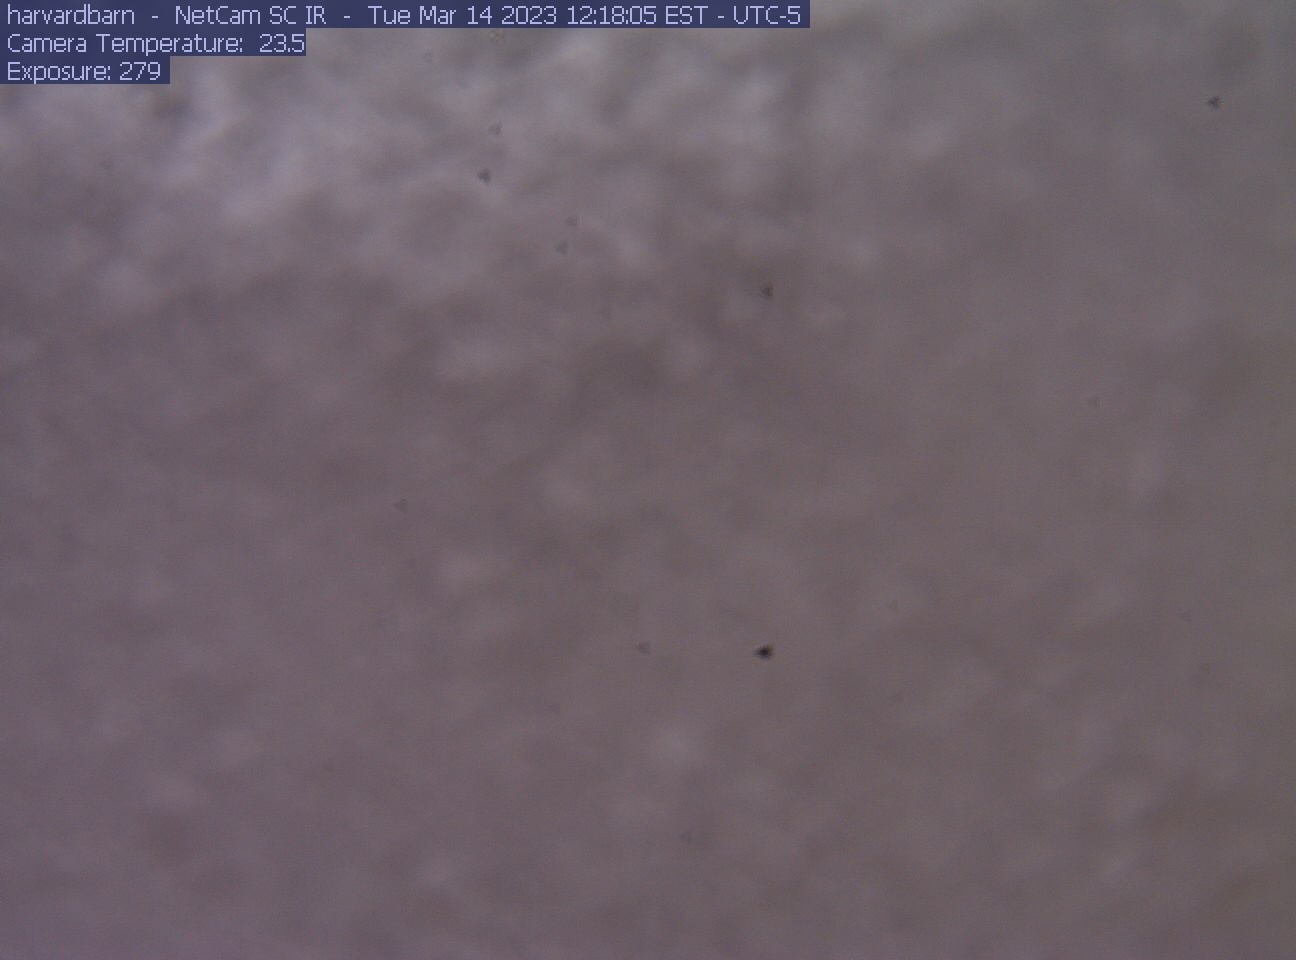 harvardbarn - NetCam SC IR - Tue Mar 14 2023 12:18:05 EST - UTC-5
Camera Temperature: 23.5
Exposure: 279